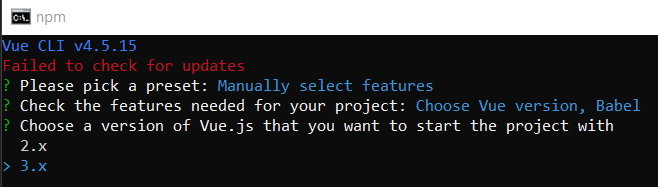 C:\.
npm
Vue CLI v4.5.15
Failed to check for updates
? Please pick a preset: Manually select features
? Check the features needed for your project: Choose Vue version, Babel
? Choose a version of Vue.js that you want to start the project with
2.x
> 3.x